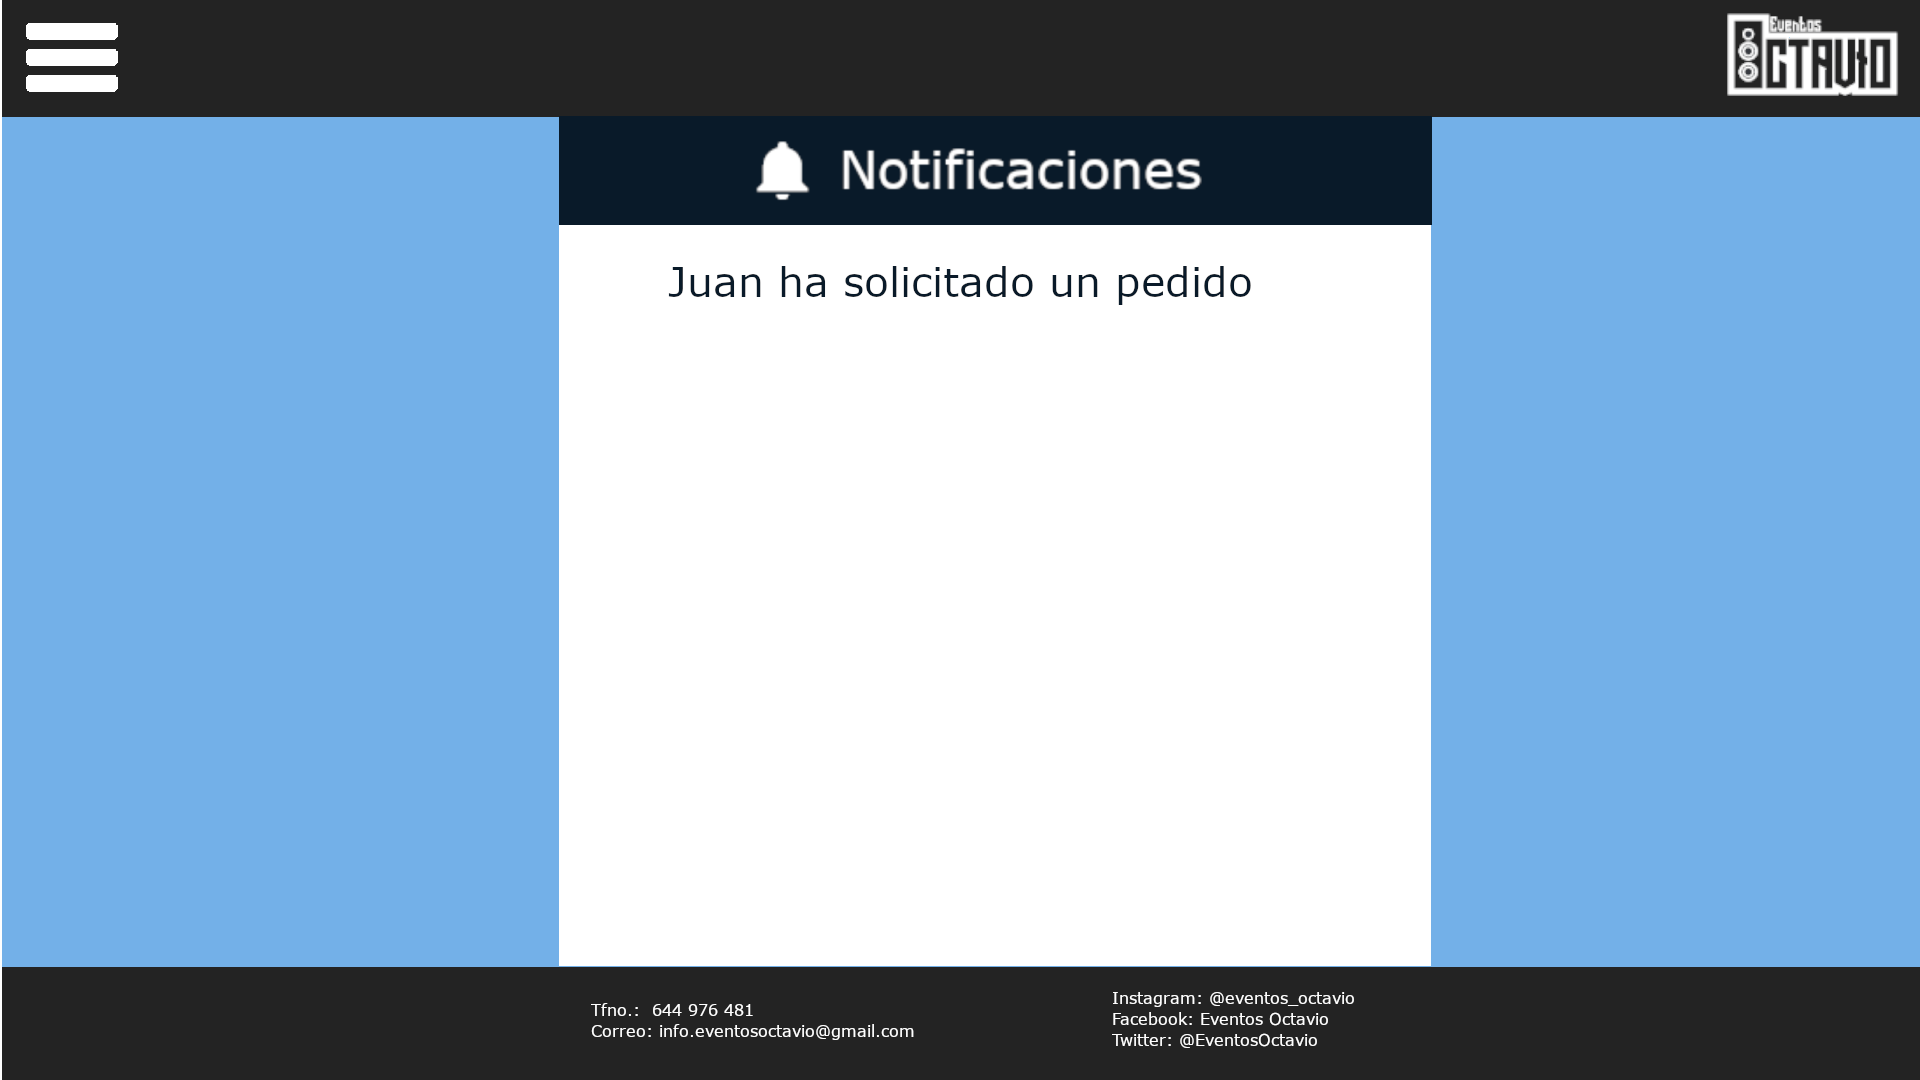 Eventos
OCTAVIO
Notificaciones
Juan ha solicitado un pedido
Tfno.:  644 976 481
Correo: info.eventosoctavio@gmail.com
Instagram: @eventos_octavio
Facebook: Eventos Octavio
Twitter: @EventosOctavio